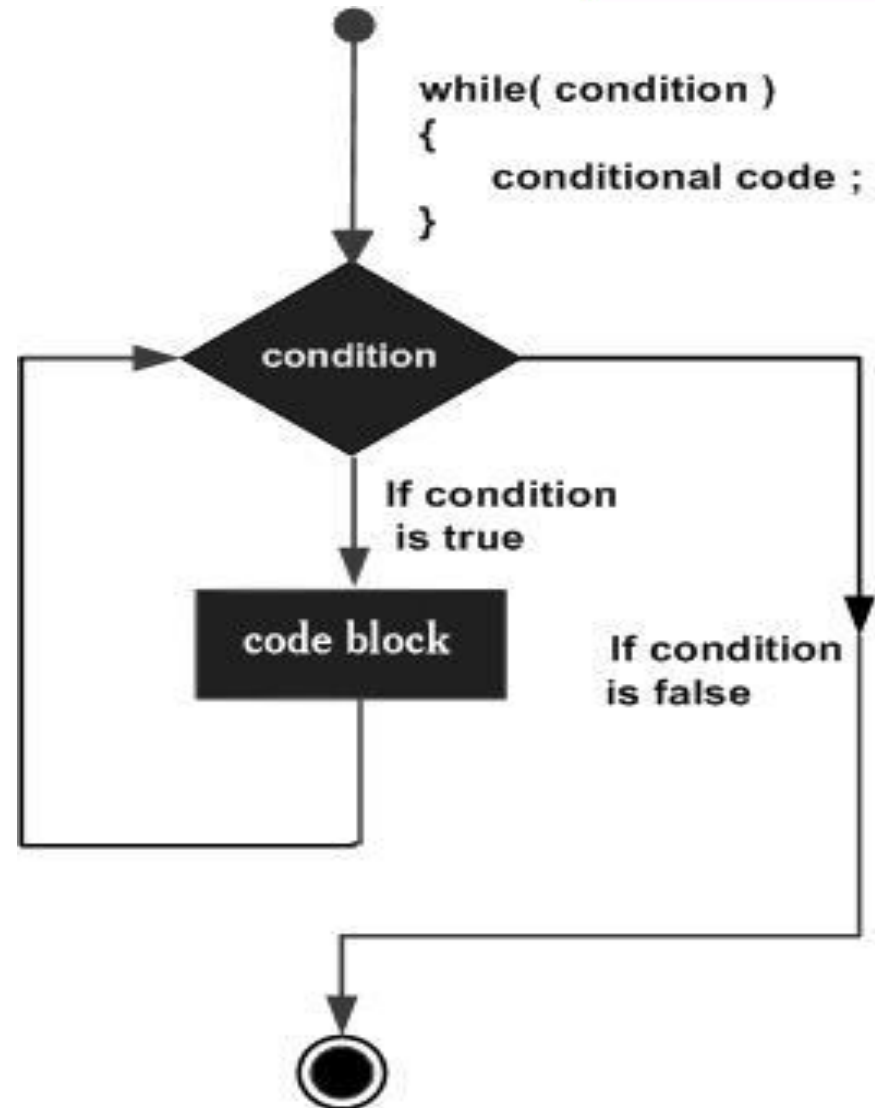 while( condition )
{
conditional code ;
}
condition
If condition
is true
code block
If condition
is false